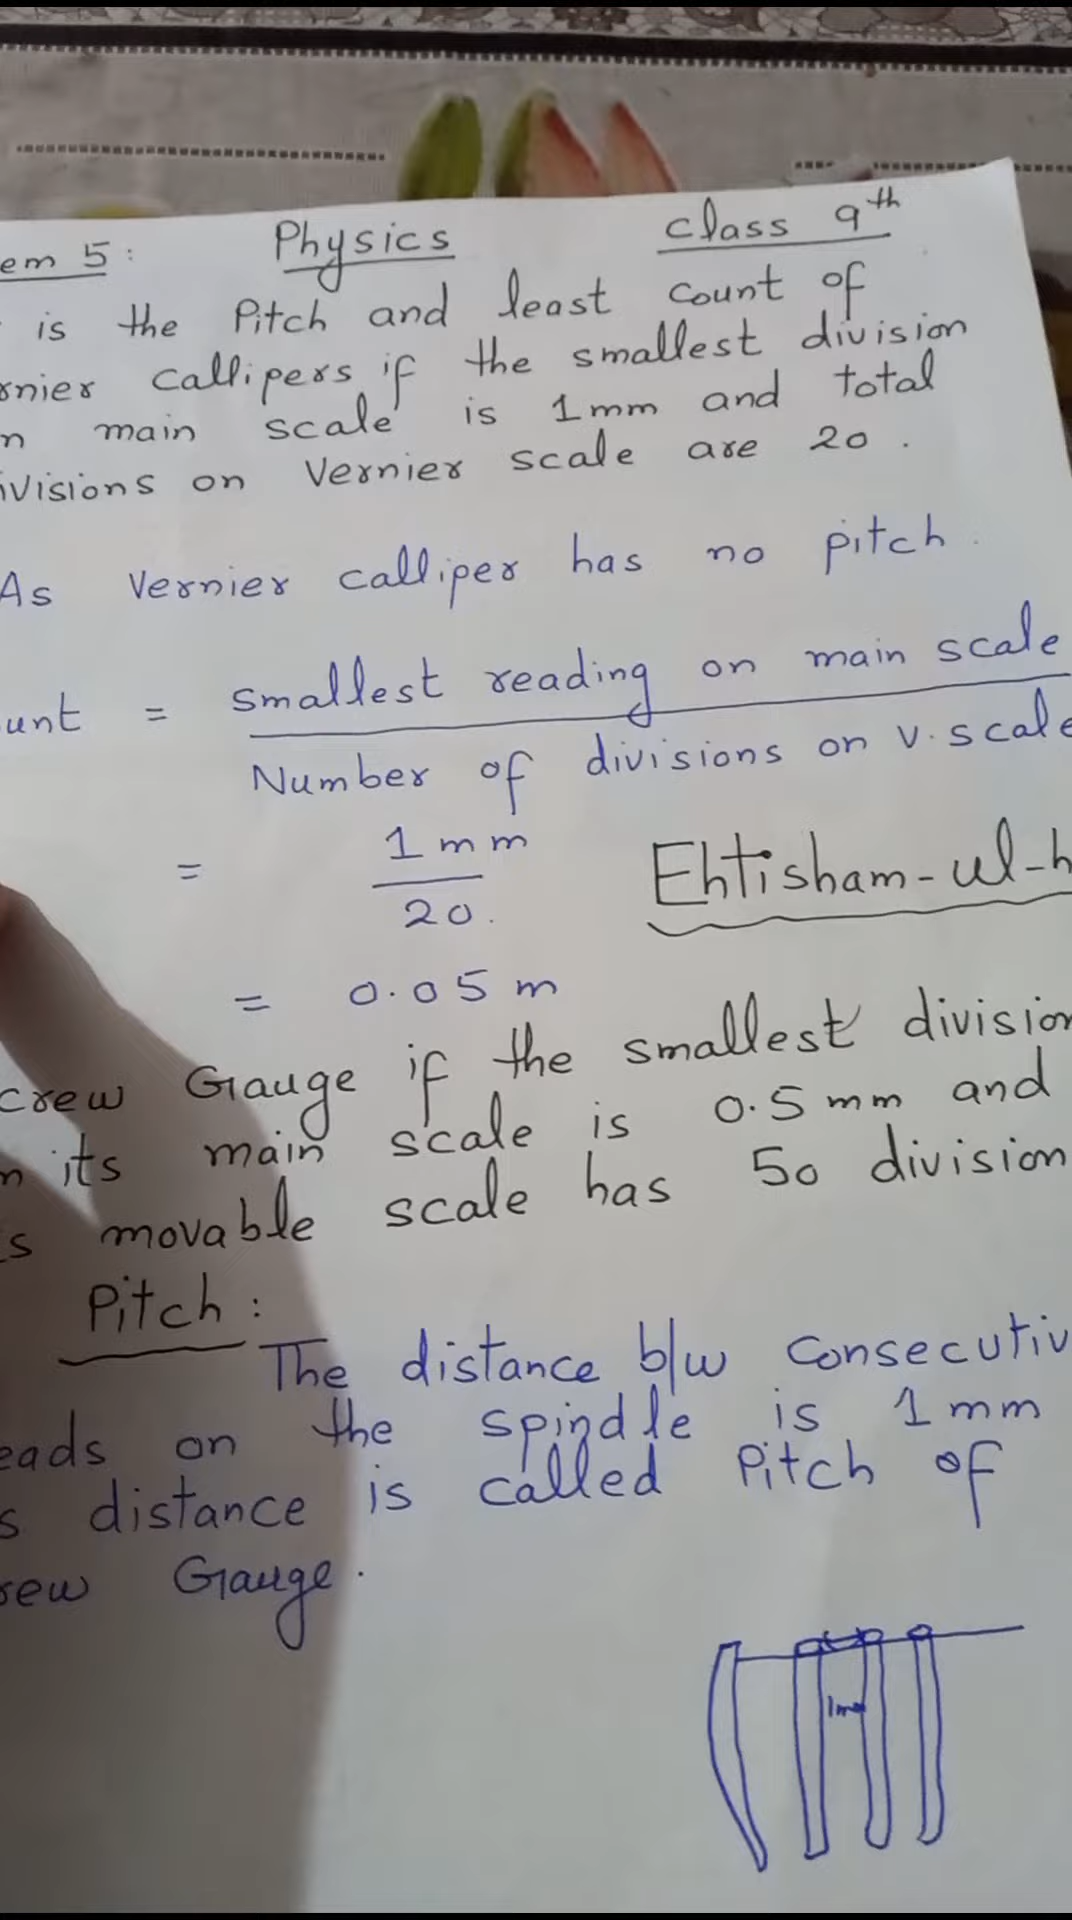 em 5: Physics class 9th
is the Pitch and least count of
rnier callipers if the smallest division
n main scale is 1mm and total
ivisions on Vernier scale are 20.
As Vernier calliper has no pitch.
unt = smallest reading on main scale
Number of divisions on v.scale
= 1mm
20.
Ehtisham-ul-h
= 0.05 m
crew Gauge if the smallest division
n its main scale is 0.5mm and
s movable scale has 50 division
Pitch:
The distance b/w consecutiv
eads on the spindle is 1mm
s distance is called Pitch of
rew Gauge.
1mm